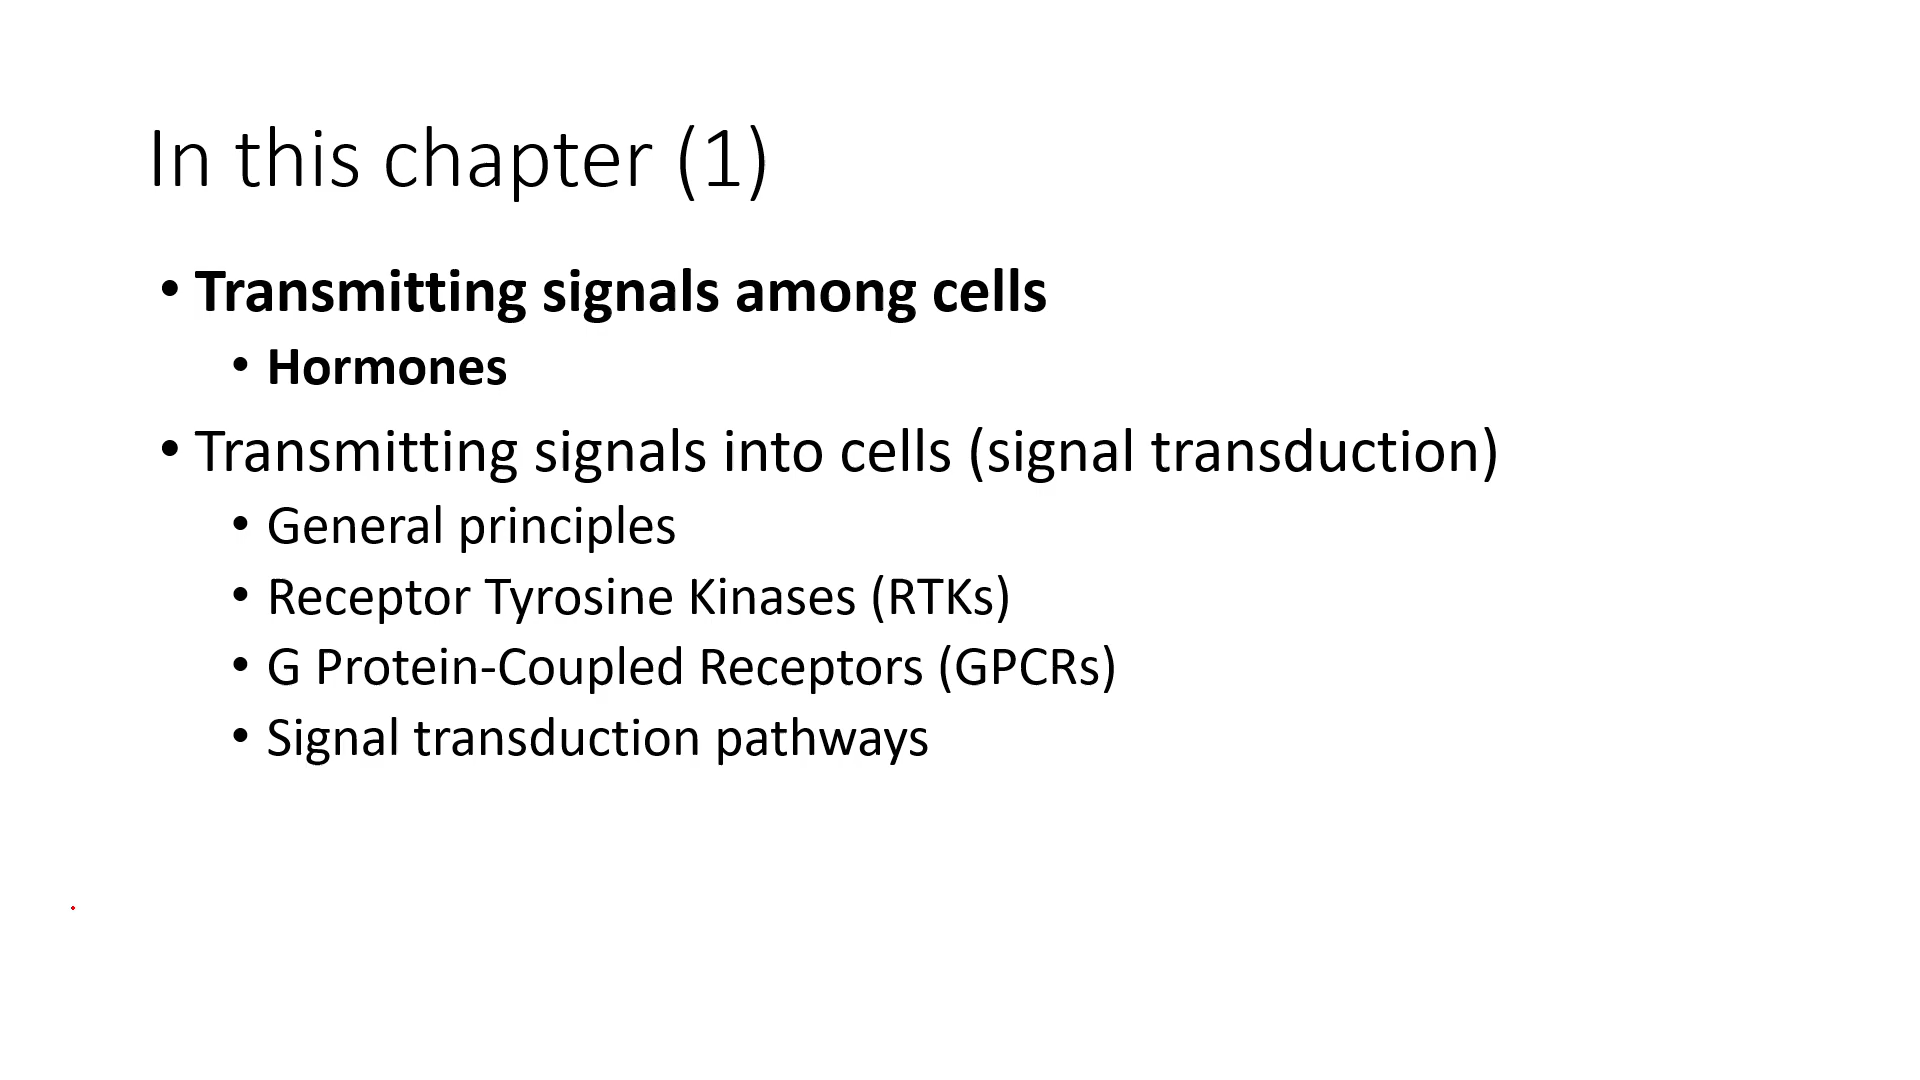 In this chapter (1)
• Transmitting signals among cells
• Hormones
• Transmitting signals into cells (signal transduction)
• General principles
• Receptor Tyrosine Kinases (RTKs)
• G Protein-Coupled Receptors (GPCRs)
• Signal transduction pathways